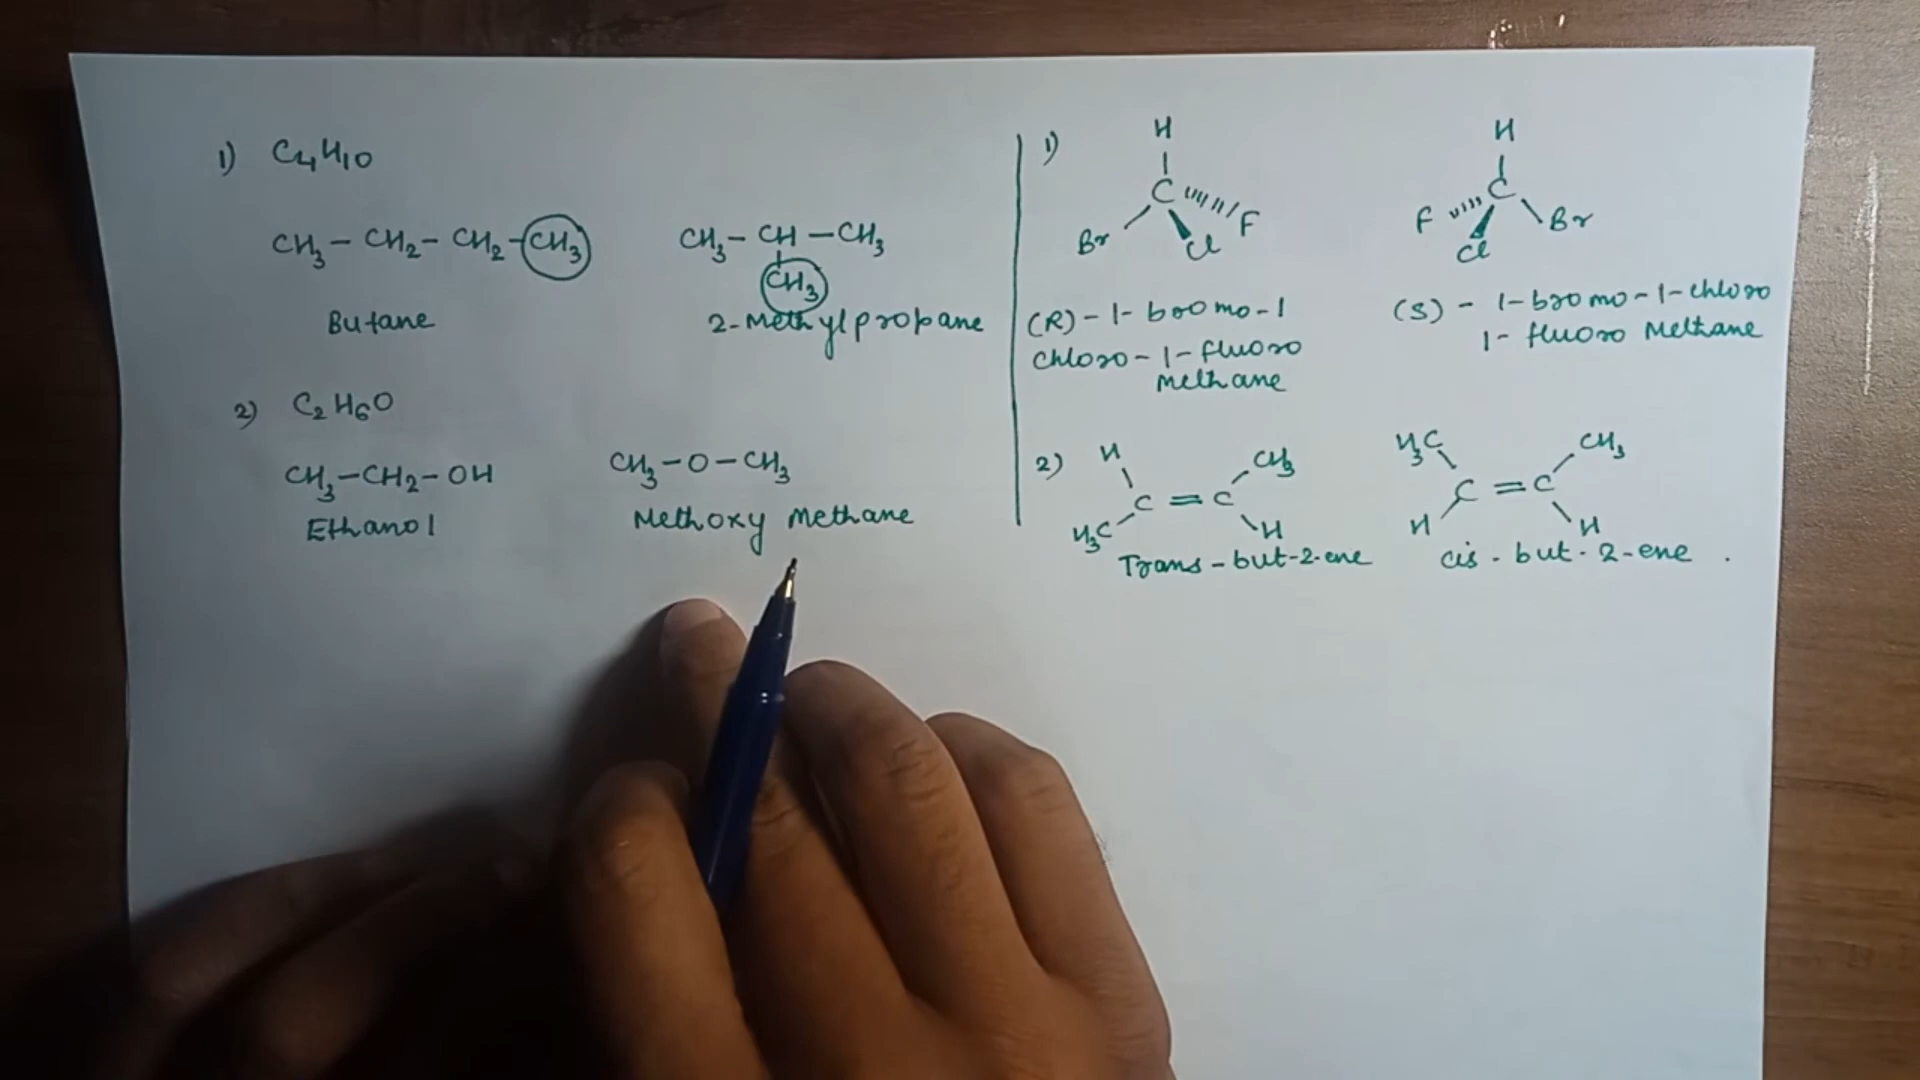 1) C4H10
CH3 – CH2 – CH2 – CH3
Butane
CH3 – CH – CH3
CH3
2-Methylpropane
2) C2H6O
CH3 – CH2 – OH
Ethanol
CH3 – O – CH3
Methoxy methane
1)
H
C
Br
Cl
F
(R) – 1- bromo – 1
chloro – 1 – fluoro
Methane
H
C
F
Cl
Br
(S) – 1-bromo-1-chloro
1- fluoro Methane
2)
H
CH3
C = C
H3C
H
Trans – but-2-ene
H3C
CH3
C = C
H
H
cis - but - 2-ene .